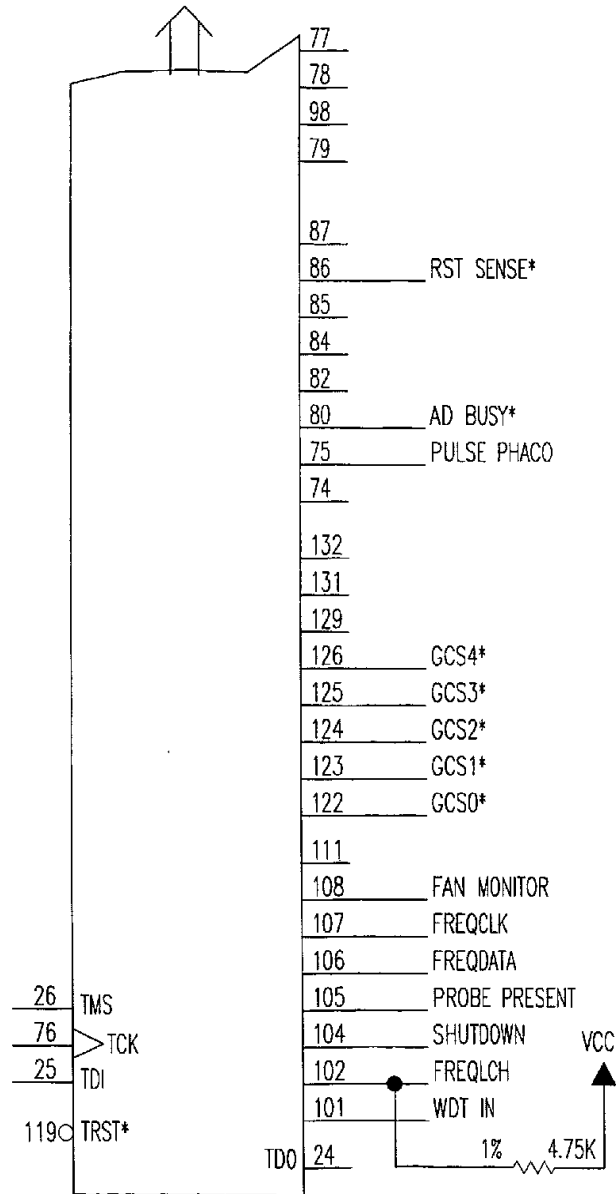 77
78
98
79
87
86 RST SENSE*
85
84
82
80 AD BUSY*
75 PULSE PHACO
74
132
131
129
126 GCS4*
125 GCS3*
124 GCS2*
123 GCS1*
122 GCS0*
111
108 FAN MONITOR
107 FREQCLK
106 FREQDATA
26 TMS 105 PROBE PRESENT
76 TCK 104 SHUTDOWN VCC
25 TDI 102 FREQLCH
119 TRST* 101 WDT IN
TDO 24 1% 4.75K